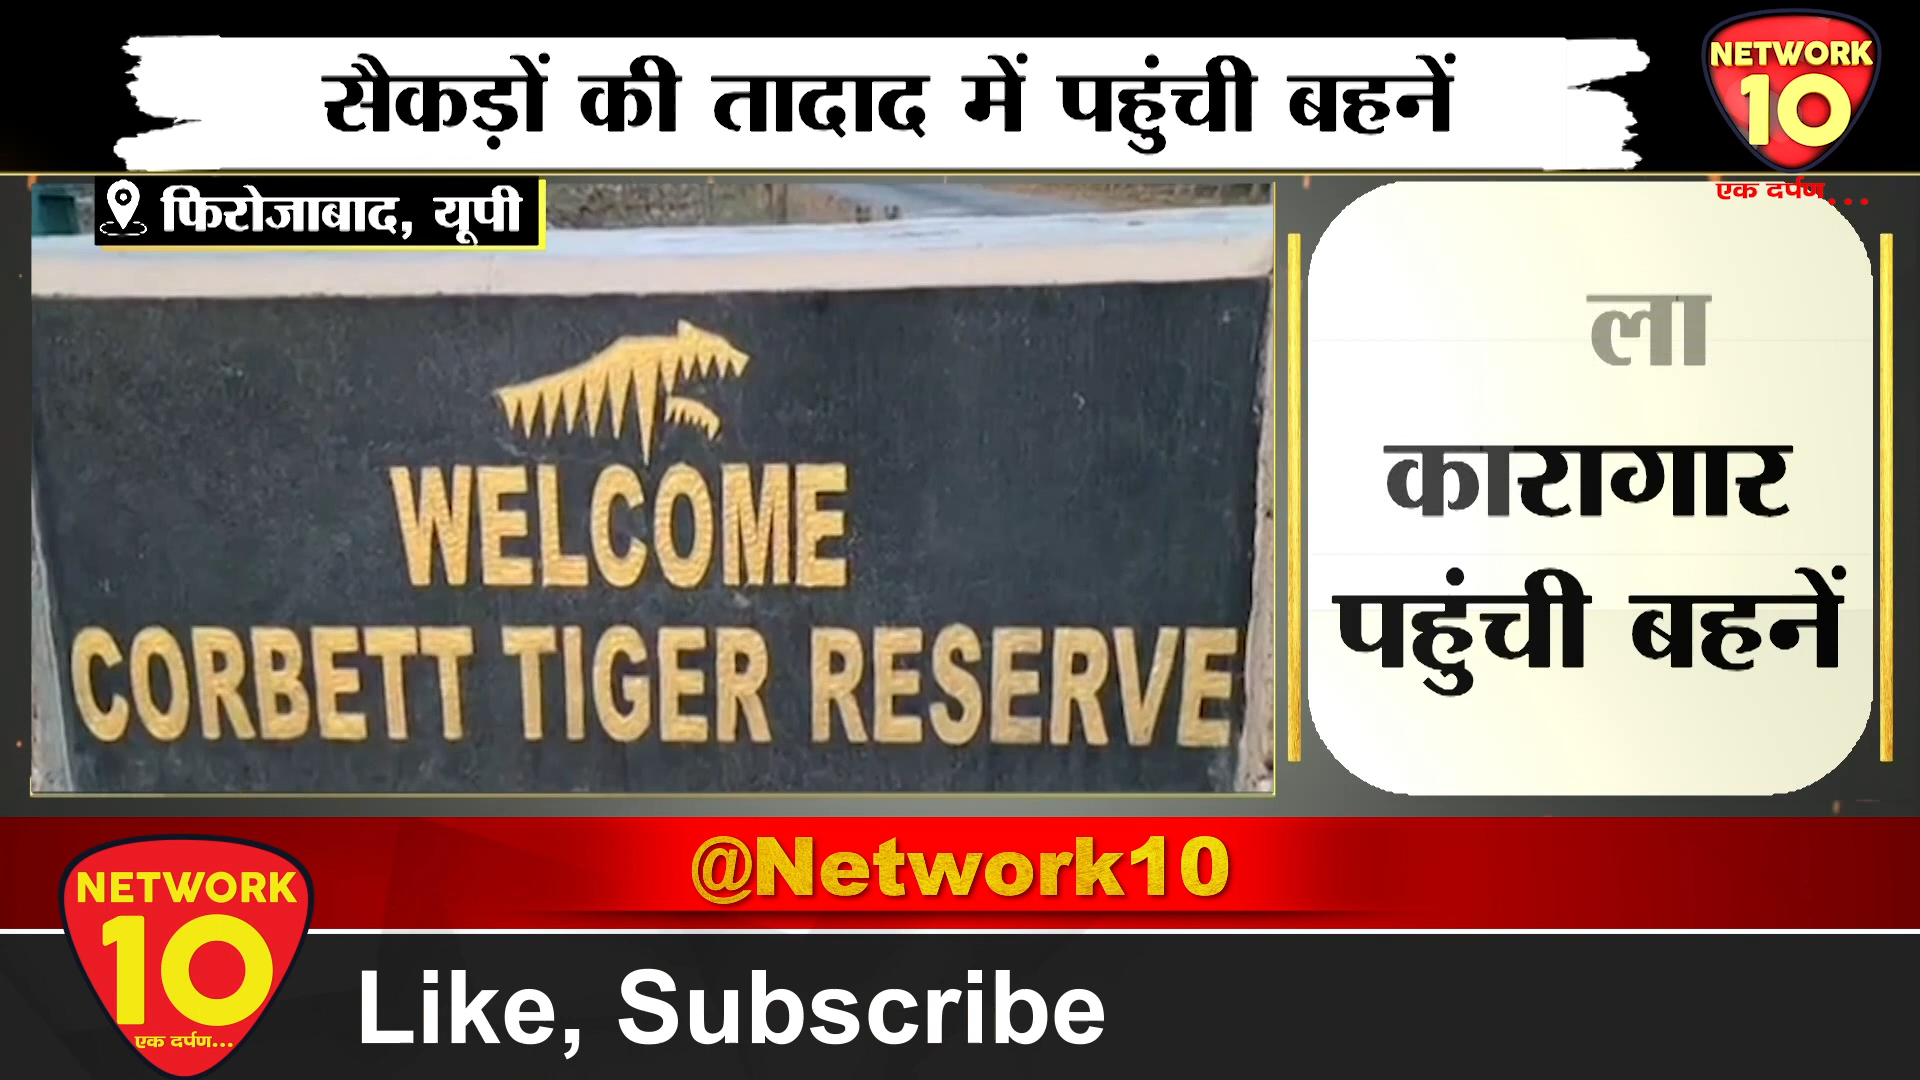 सैकड़ों की तादाद में पहुंची बहनें
NETWORK
10
एक दर्पण...
फिरोजाबाद, यूपी
WELCOME
CORBETT TIGER RESERVE
ला
कारागार
पहुंची बहनें
@Network10
NETWORK
10
एक दर्पण...
Like, Subscribe